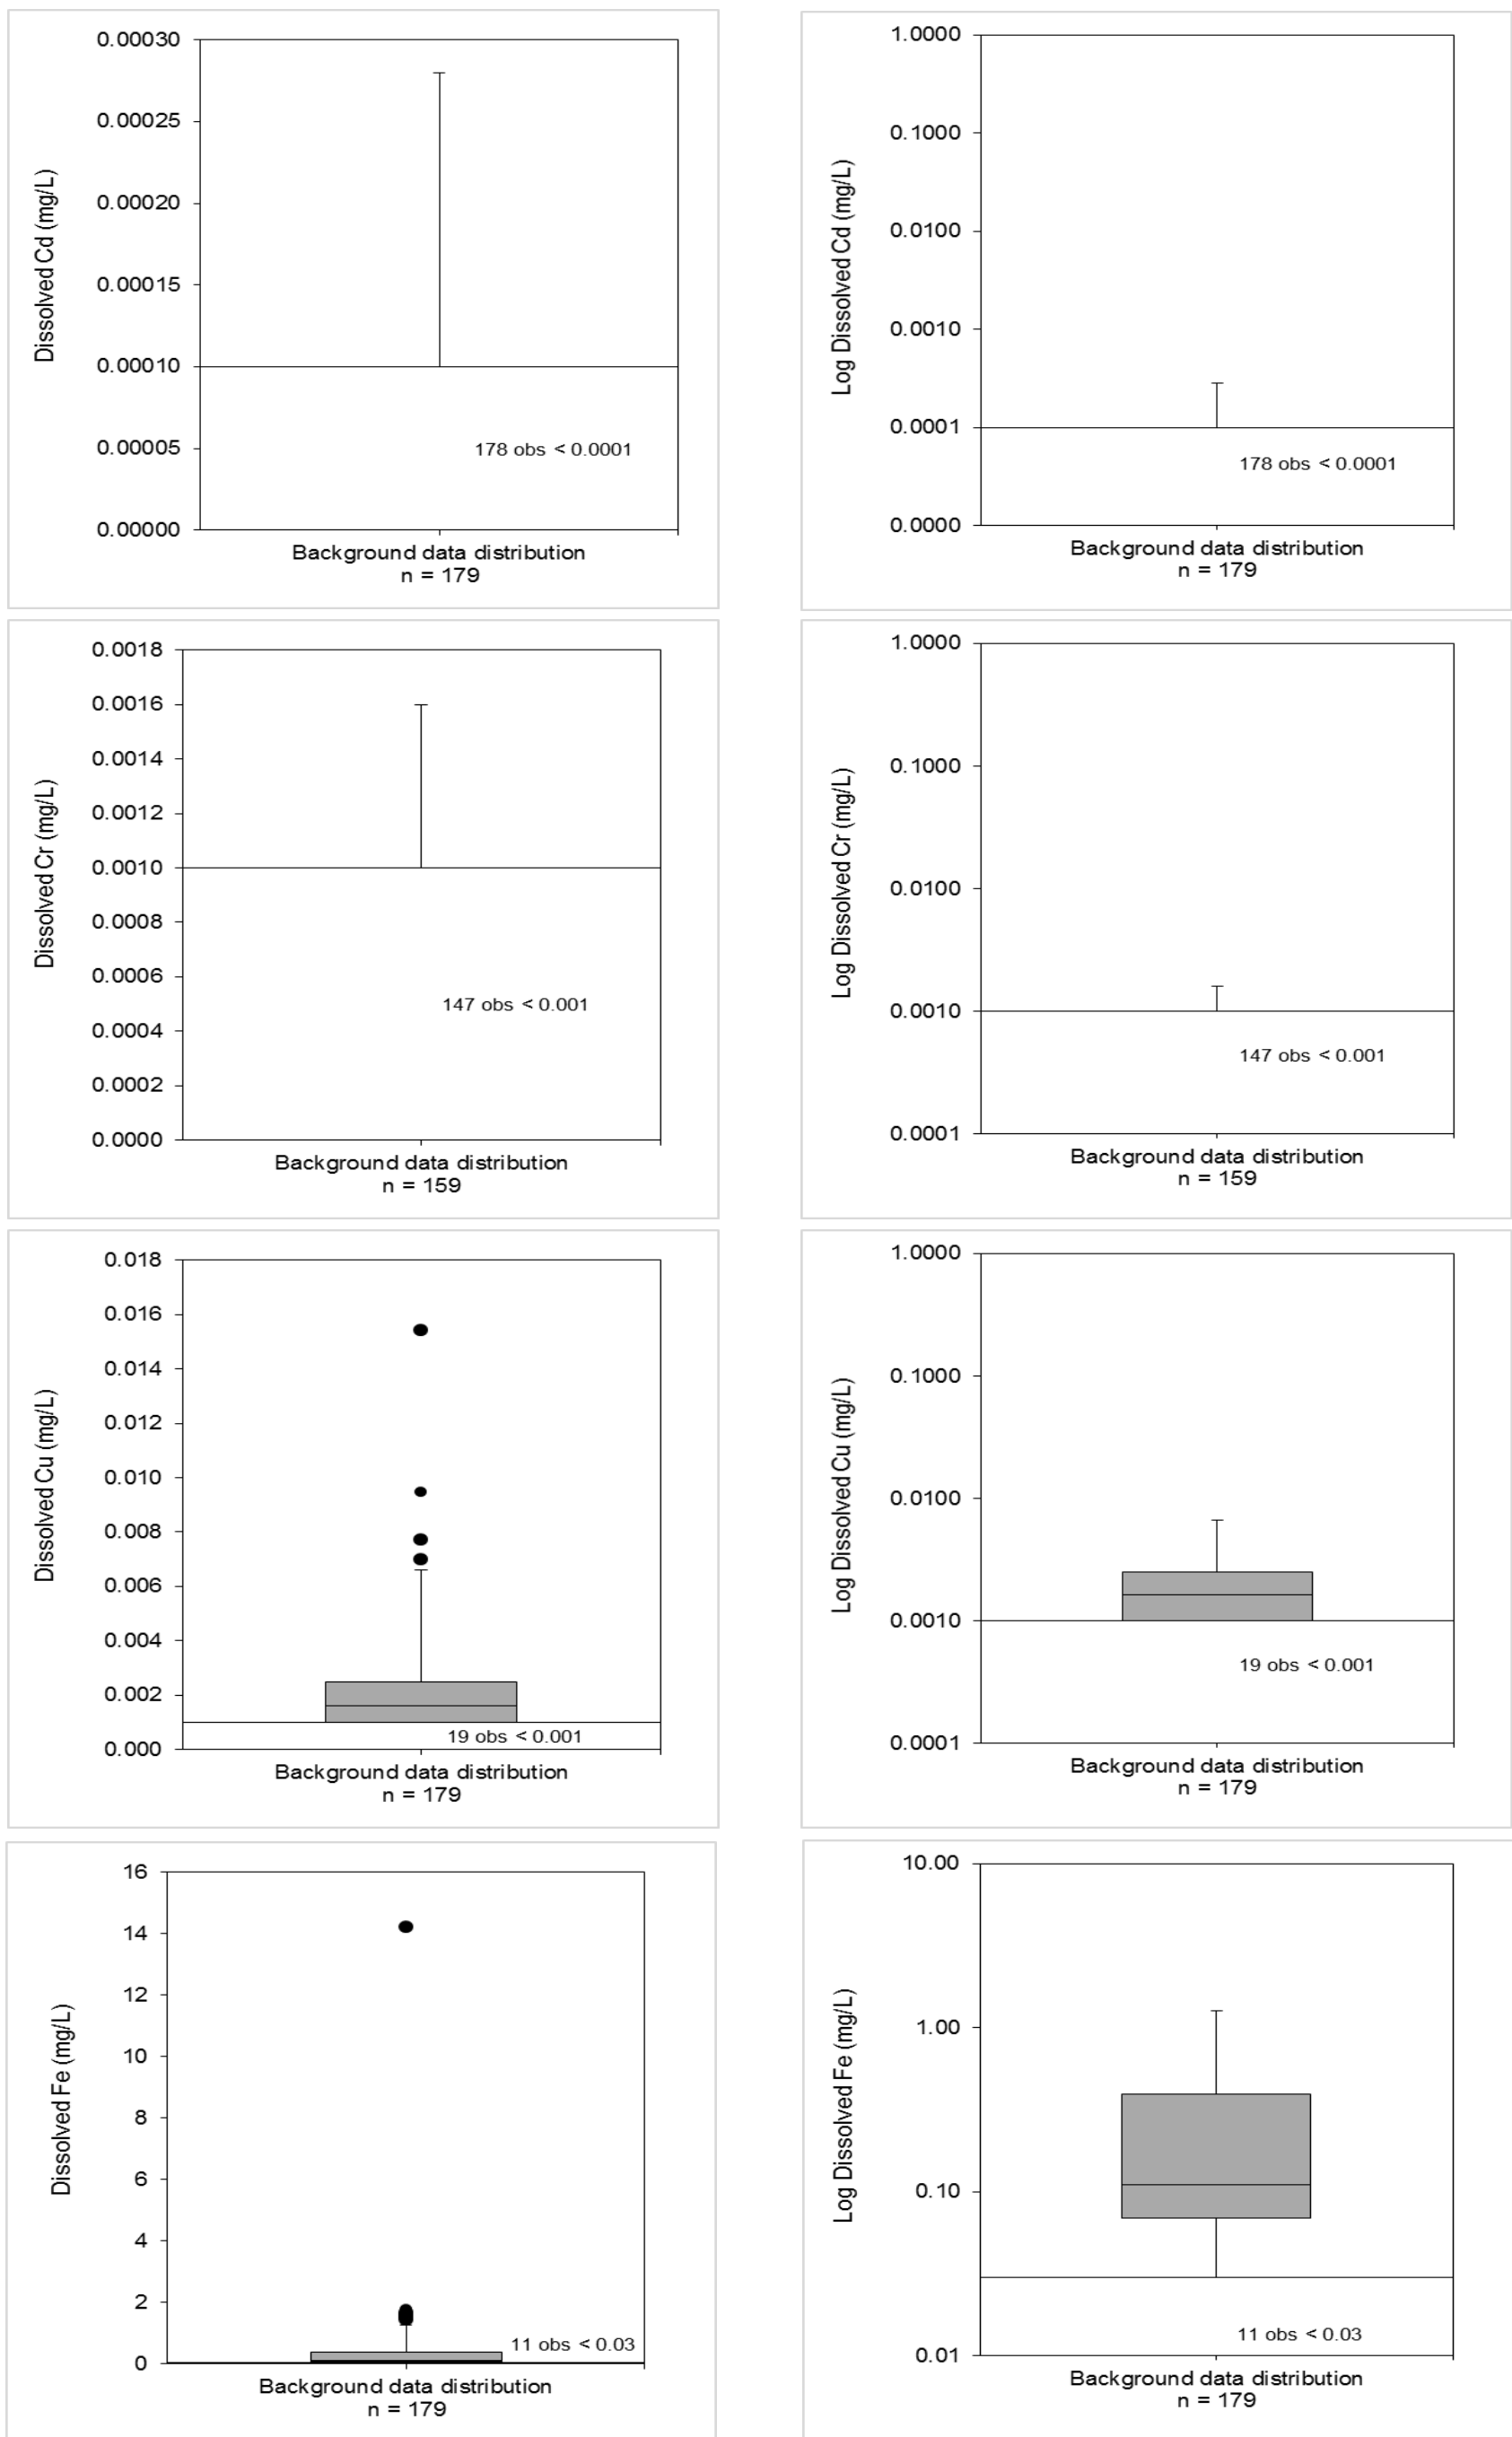 0.00030
0.00025
0.00020
0.00015
0.00010
0.00005
0.00000
Dissolved Cd (mg/L)
178 obs < 0.0001
Background data distribution
n = 179
1.0000
0.1000
0.0100
0.0010
0.0001
0.0000
Log Dissolved Cd (mg/L)
178 obs < 0.0001
Background data distribution
n = 179
0.0018
0.0016
0.0014
0.0012
0.0010
0.0008
0.0006
0.0004
0.0002
0.0000
Dissolved Cr (mg/L)
147 obs < 0.001
Background data distribution
n = 159
1.0000
0.1000
0.0100
0.0010
0.0001
Log Dissolved Cr (mg/L)
147 obs < 0.001
Background data distribution
n = 159
0.018
0.016
0.014
0.012
0.010
0.008
0.006
0.004
0.002
0.000
Dissolved Cu (mg/L)
19 obs < 0.001
Background data distribution
n = 179
1.0000
0.1000
0.0100
0.0010
0.0001
Log Dissolved Cu (mg/L)
19 obs < 0.001
Background data distribution
n = 179
16
14
12
10
8
6
4
2
0
Dissolved Fe (mg/L)
11 obs < 0.03
Background data distribution
n = 179
10.00
1.00
0.10
0.01
Log Dissolved Fe (mg/L)
11 obs < 0.03
Background data distribution
n = 179